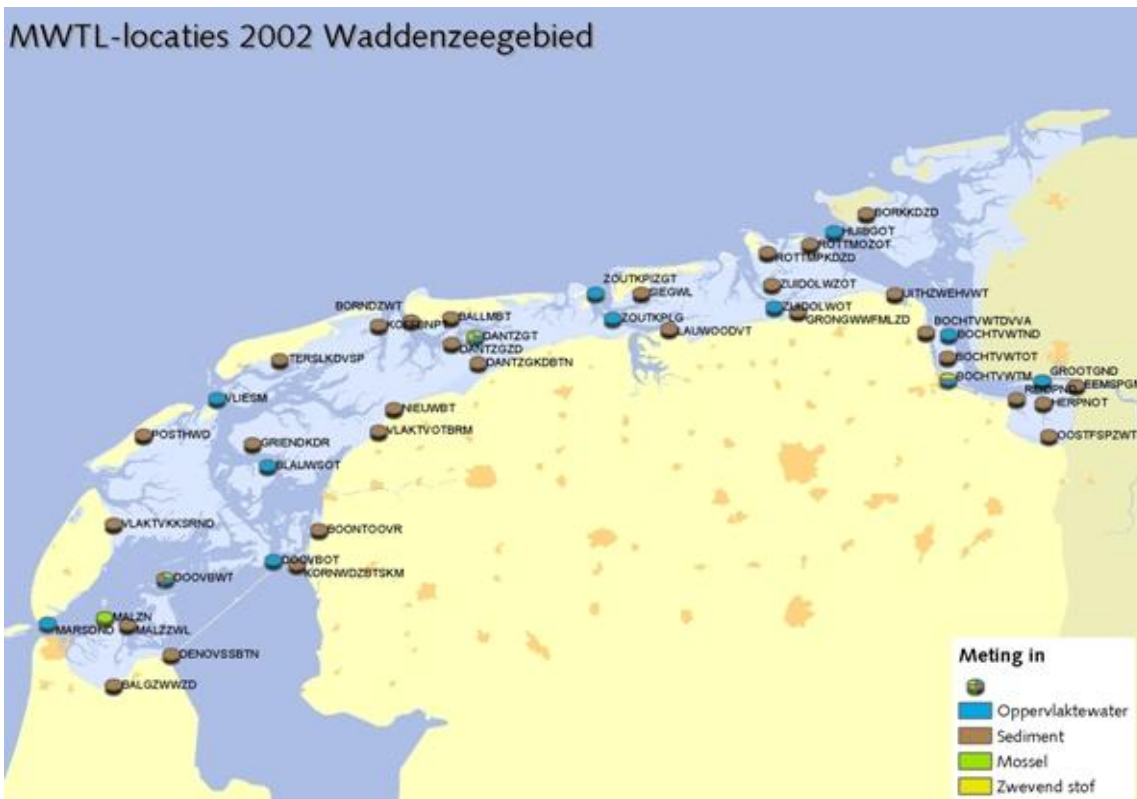 MWTL-locaties 2002 Waddenzeegebied
BORKKDZD
HUIBGOT
ROTTMOZOT
ROTTMPKDZD
ZOUTKPIZGT
ZUIDOLWZOT
SIEGWL
UITHZWEHVWT
BORNDZWT
ZUIDOLWOT
BALLMBT
ZOUTKPLG
GRONGWWFMLZD
BOCHTVWTDVVA
LAUWOODVT
DANTZGT
BOCHTVWTND
DANTZGZD
TERSLKDVSP
DANTZGKDBTN
BOCHTVWTOT
GROOTGND
BOCHTVWTM
VLIESM
HERPNOT
NIEUWBT
VLAKTVOTBRM
POSTHWD
OOSTFSPZWT
GRIENDKDR
BLAUWSOT
VLAKTVKKSRND
BOONTOOVR
DOOVBOT
KORNWDZBTSKM
DOOVBWT
MALZN
MARSDND
MALZZWL
DENOVSSBTN
BALGZWWZD
Meting in
Oppervlaktewater
Sediment
Mossel
Zwevend stof